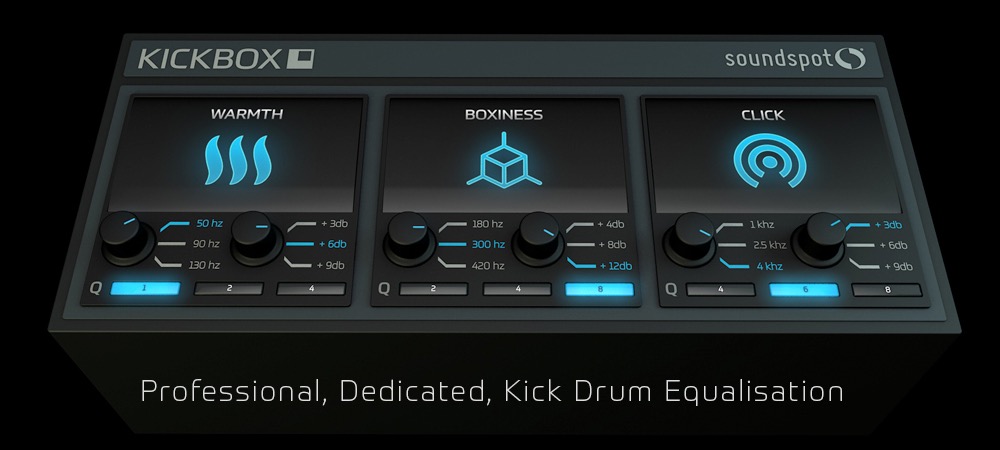 KICKBOX
soundspot
WARMTH
50 hz
90 hz
130 hz
+ 3db
+ 6db
+ 9db
Q 1 2 4
BOXINESS
180 hz
300 hz
420 hz
+ 4db
+ 8db
+ 12db
Q 2 4 8
CLICK
1 khz
2.5 khz
4 khz
+ 3db
+ 6db
+ 9db
Q 4 6 8
Professional, Dedicated, Kick Drum Equalisation